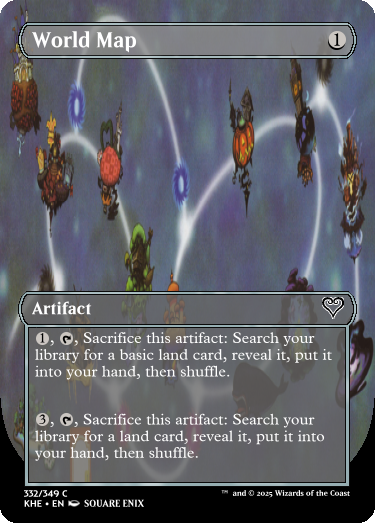 World Map 1
Artifact
1, T, Sacrifice this artifact: Search your
library for a basic land card, reveal it, put it
into your hand, then shuffle.
3, T, Sacrifice this artifact: Search your
library for a land card, reveal it, put it into
your hand, then shuffle.
332/349 C
KHE • EN SQUARE ENIX
™ and © 2025 Wizards of the Coast